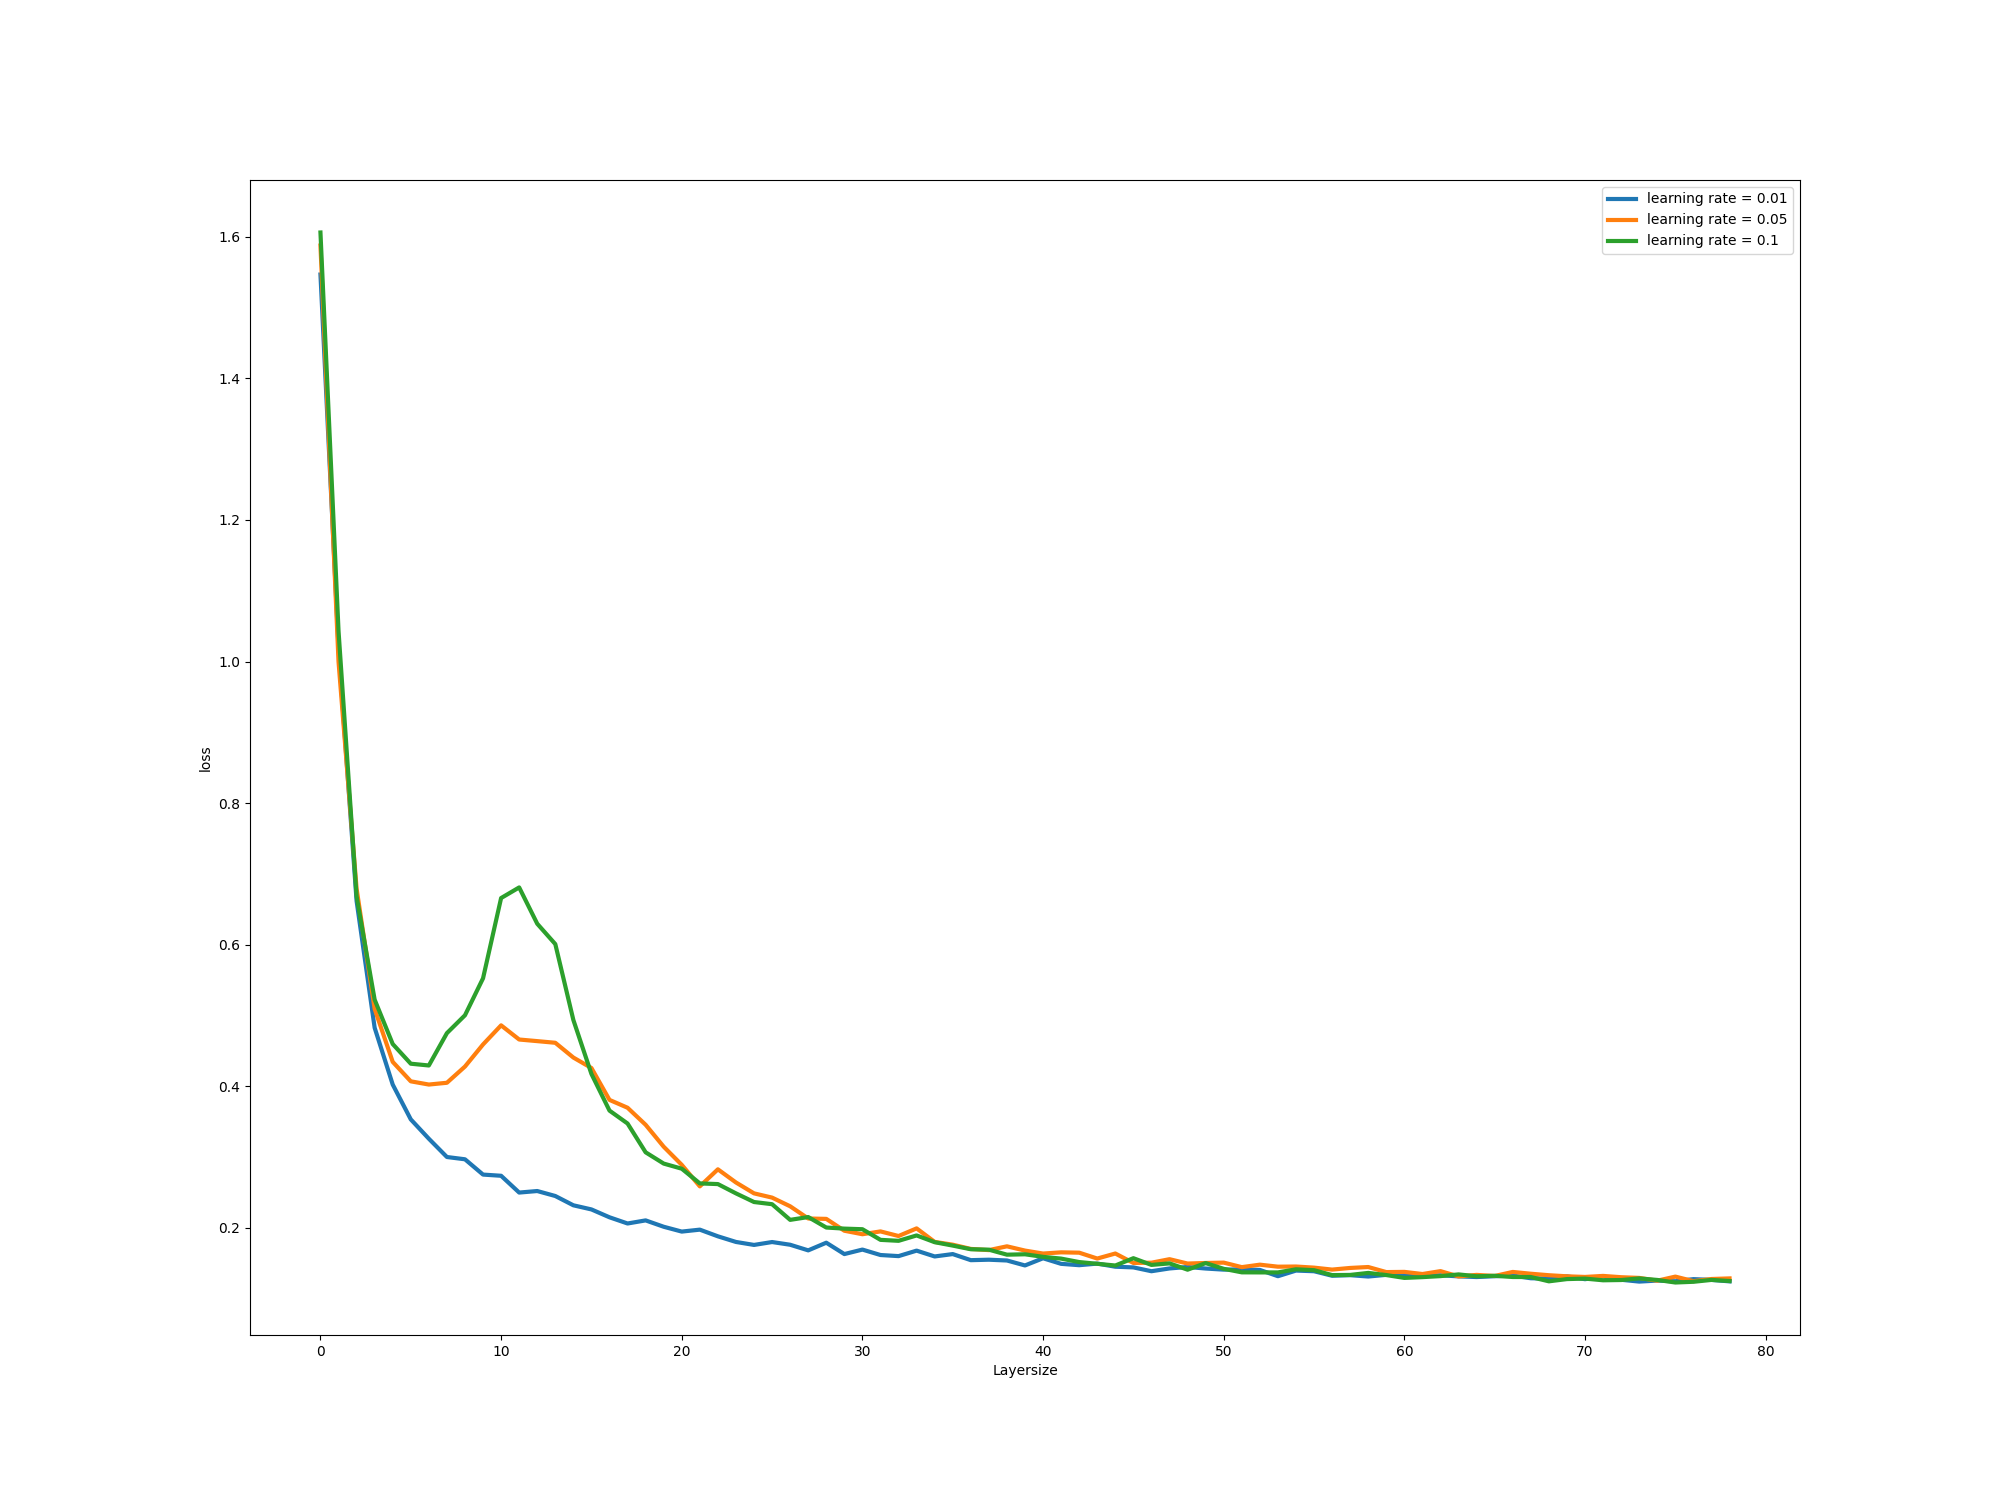 learning rate = 0.01
learning rate = 0.05
learning rate = 0.1
1.6
1.4
1.2
1.0
0.8
0.6
0.4
0.2
loss
0 10 20 30 40 50 60 70 80
Layersize